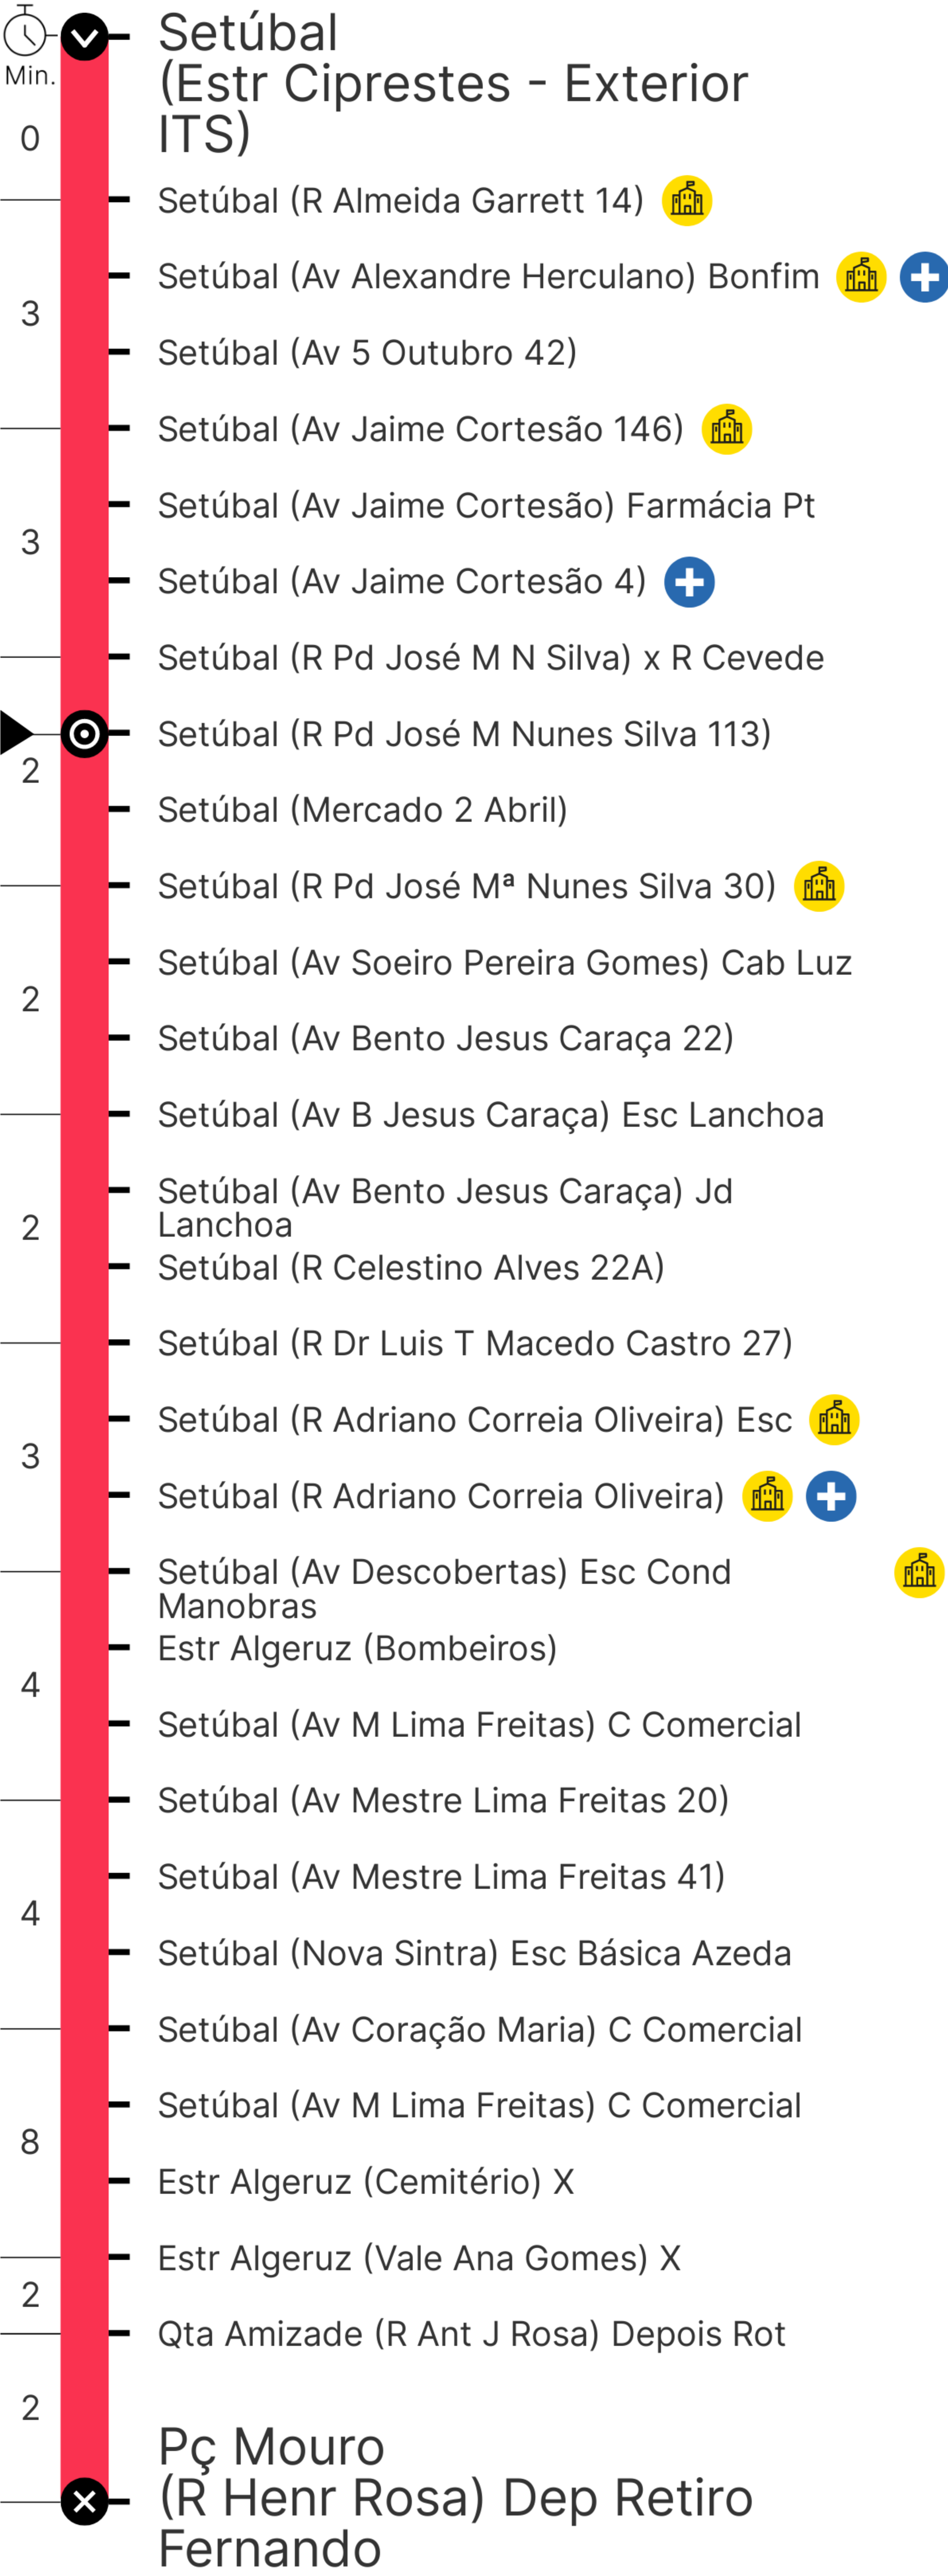 Setúbal
(Estr Ciprestes - Exterior
ITS)
Min.
0
Setúbal (R Almeida Garrett 14)
Setúbal (Av Alexandre Herculano) Bonfim
3
Setúbal (Av 5 Outubro 42)
Setúbal (Av Jaime Cortesão 146)
Setúbal (Av Jaime Cortesão) Farmácia Pt
3
Setúbal (Av Jaime Cortesão 4)
Setúbal (R Pd José M N Silva) x R Cevede
Setúbal (R Pd José M Nunes Silva 113)
2
Setúbal (Mercado 2 Abril)
Setúbal (R Pd José Mª Nunes Silva 30)
Setúbal (Av Soeiro Pereira Gomes) Cab Luz
2
Setúbal (Av Bento Jesus Caraça 22)
Setúbal (Av B Jesus Caraça) Esc Lanchoa
Setúbal (Av Bento Jesus Caraça) Jd
Lanchoa
2
Setúbal (R Celestino Alves 22A)
Setúbal (R Dr Luis T Macedo Castro 27)
Setúbal (R Adriano Correia Oliveira) Esc
3
Setúbal (R Adriano Correia Oliveira)
Setúbal (Av Descobertas) Esc Cond
Manobras
Estr Algeruz (Bombeiros)
4
Setúbal (Av M Lima Freitas) C Comercial
Setúbal (Av Mestre Lima Freitas 20)
Setúbal (Av Mestre Lima Freitas 41)
4
Setúbal (Nova Sintra) Esc Básica Azeda
Setúbal (Av Coração Maria) C Comercial
Setúbal (Av M Lima Freitas) C Comercial
8
Estr Algeruz (Cemitério) X
Estr Algeruz (Vale Ana Gomes) X
2
Qta Amizade (R Ant J Rosa) Depois Rot
2
Pç Mouro
(R Henr Rosa) Dep Retiro
Fernando